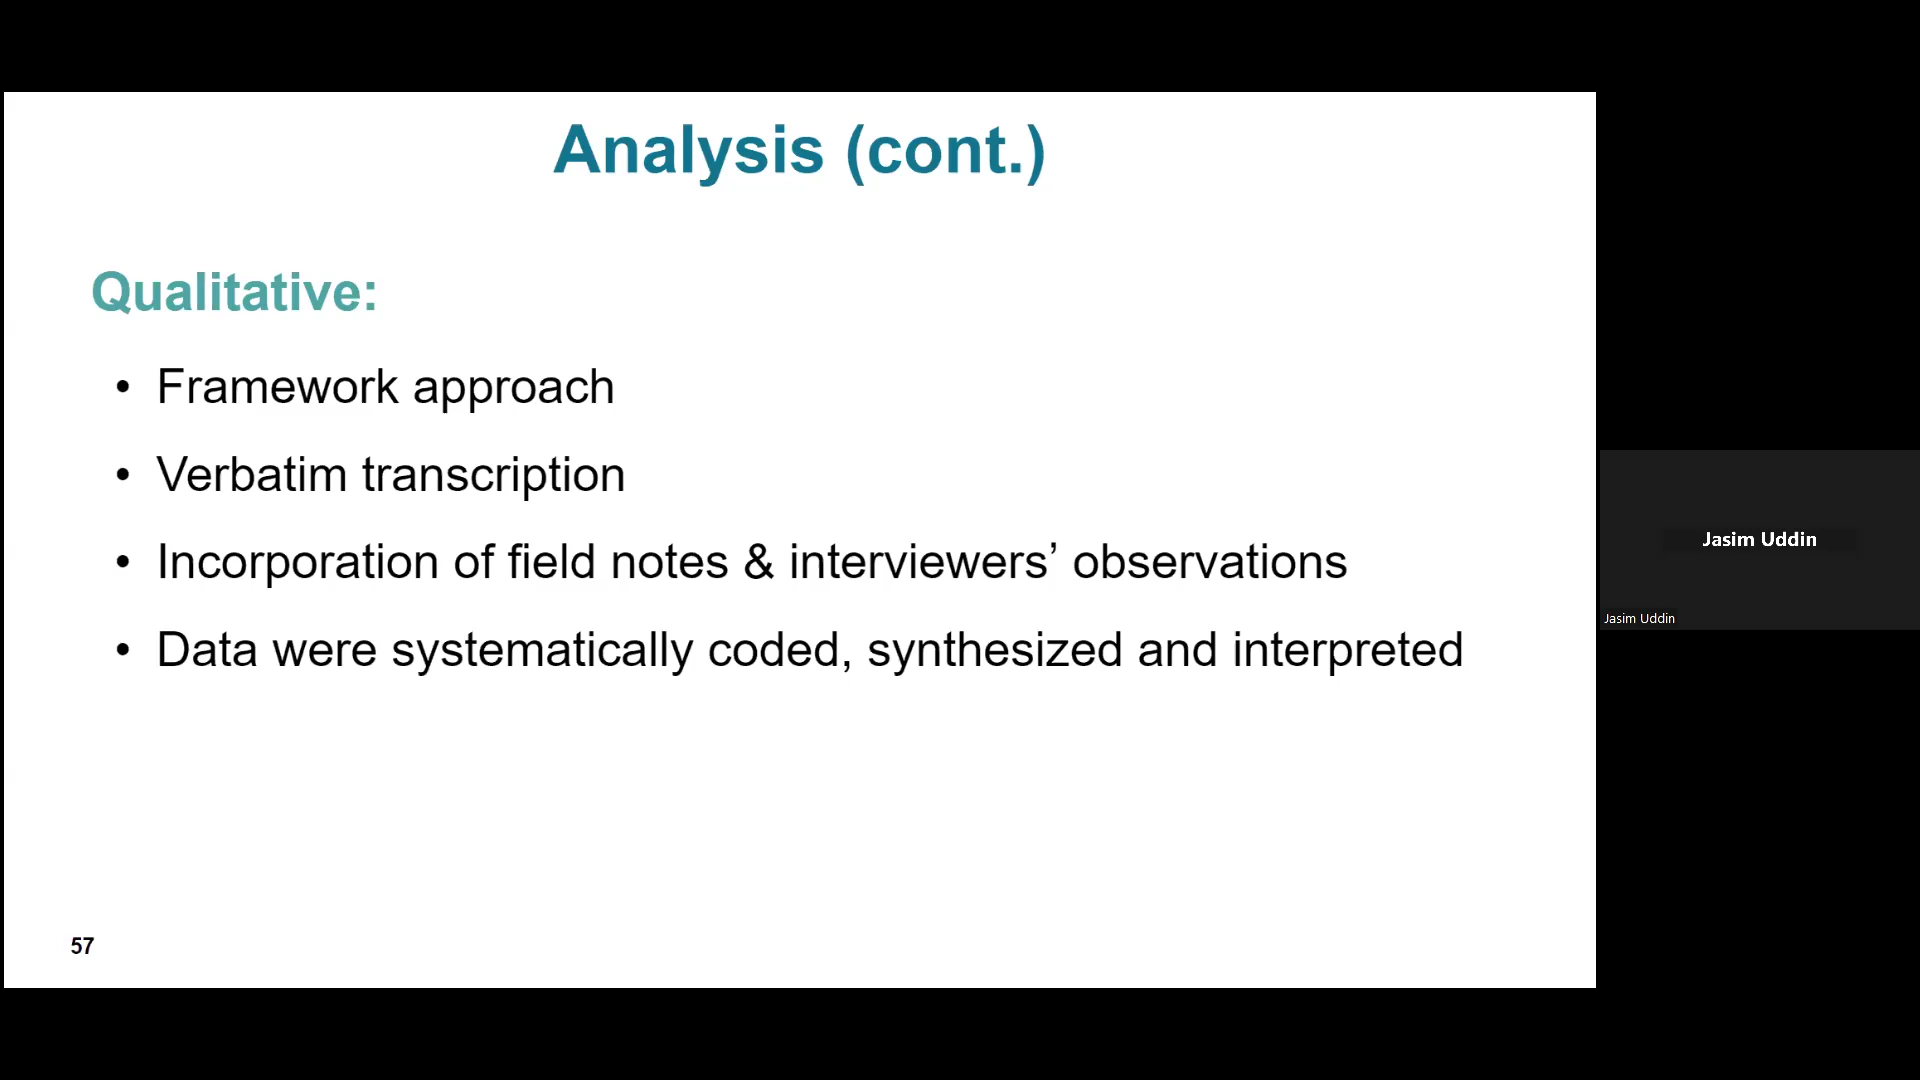 Analysis (cont.)
Qualitative:
• Framework approach
• Verbatim transcription
• Incorporation of field notes & interviewers’ observations
• Data were systematically coded, synthesized and interpreted
57
Jasim Uddin
Jasim Uddin